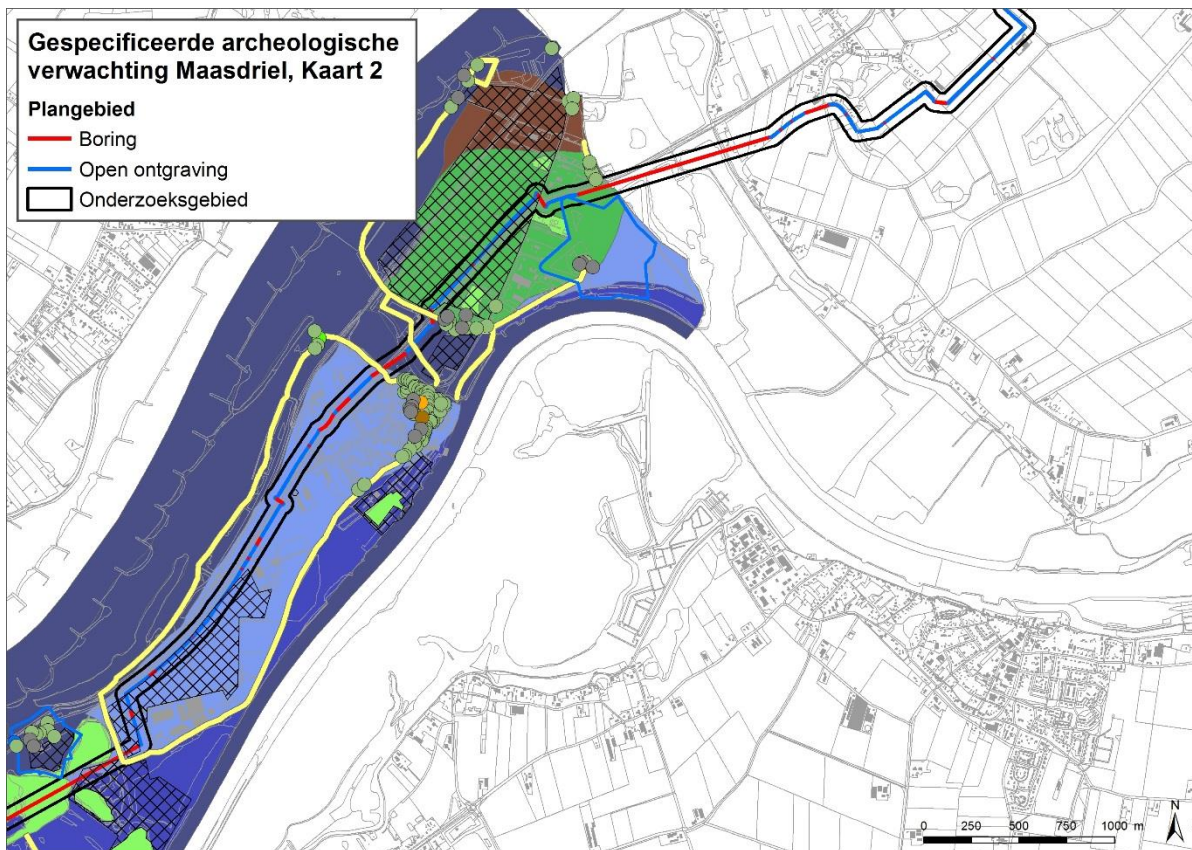 Gespecificeerde archeologische
verwachting Maasdriel, Kaart 2
Plangebied
Boring
Open ontgraving
Onderzoeksgebied
N
0 250 500 750 1000 m